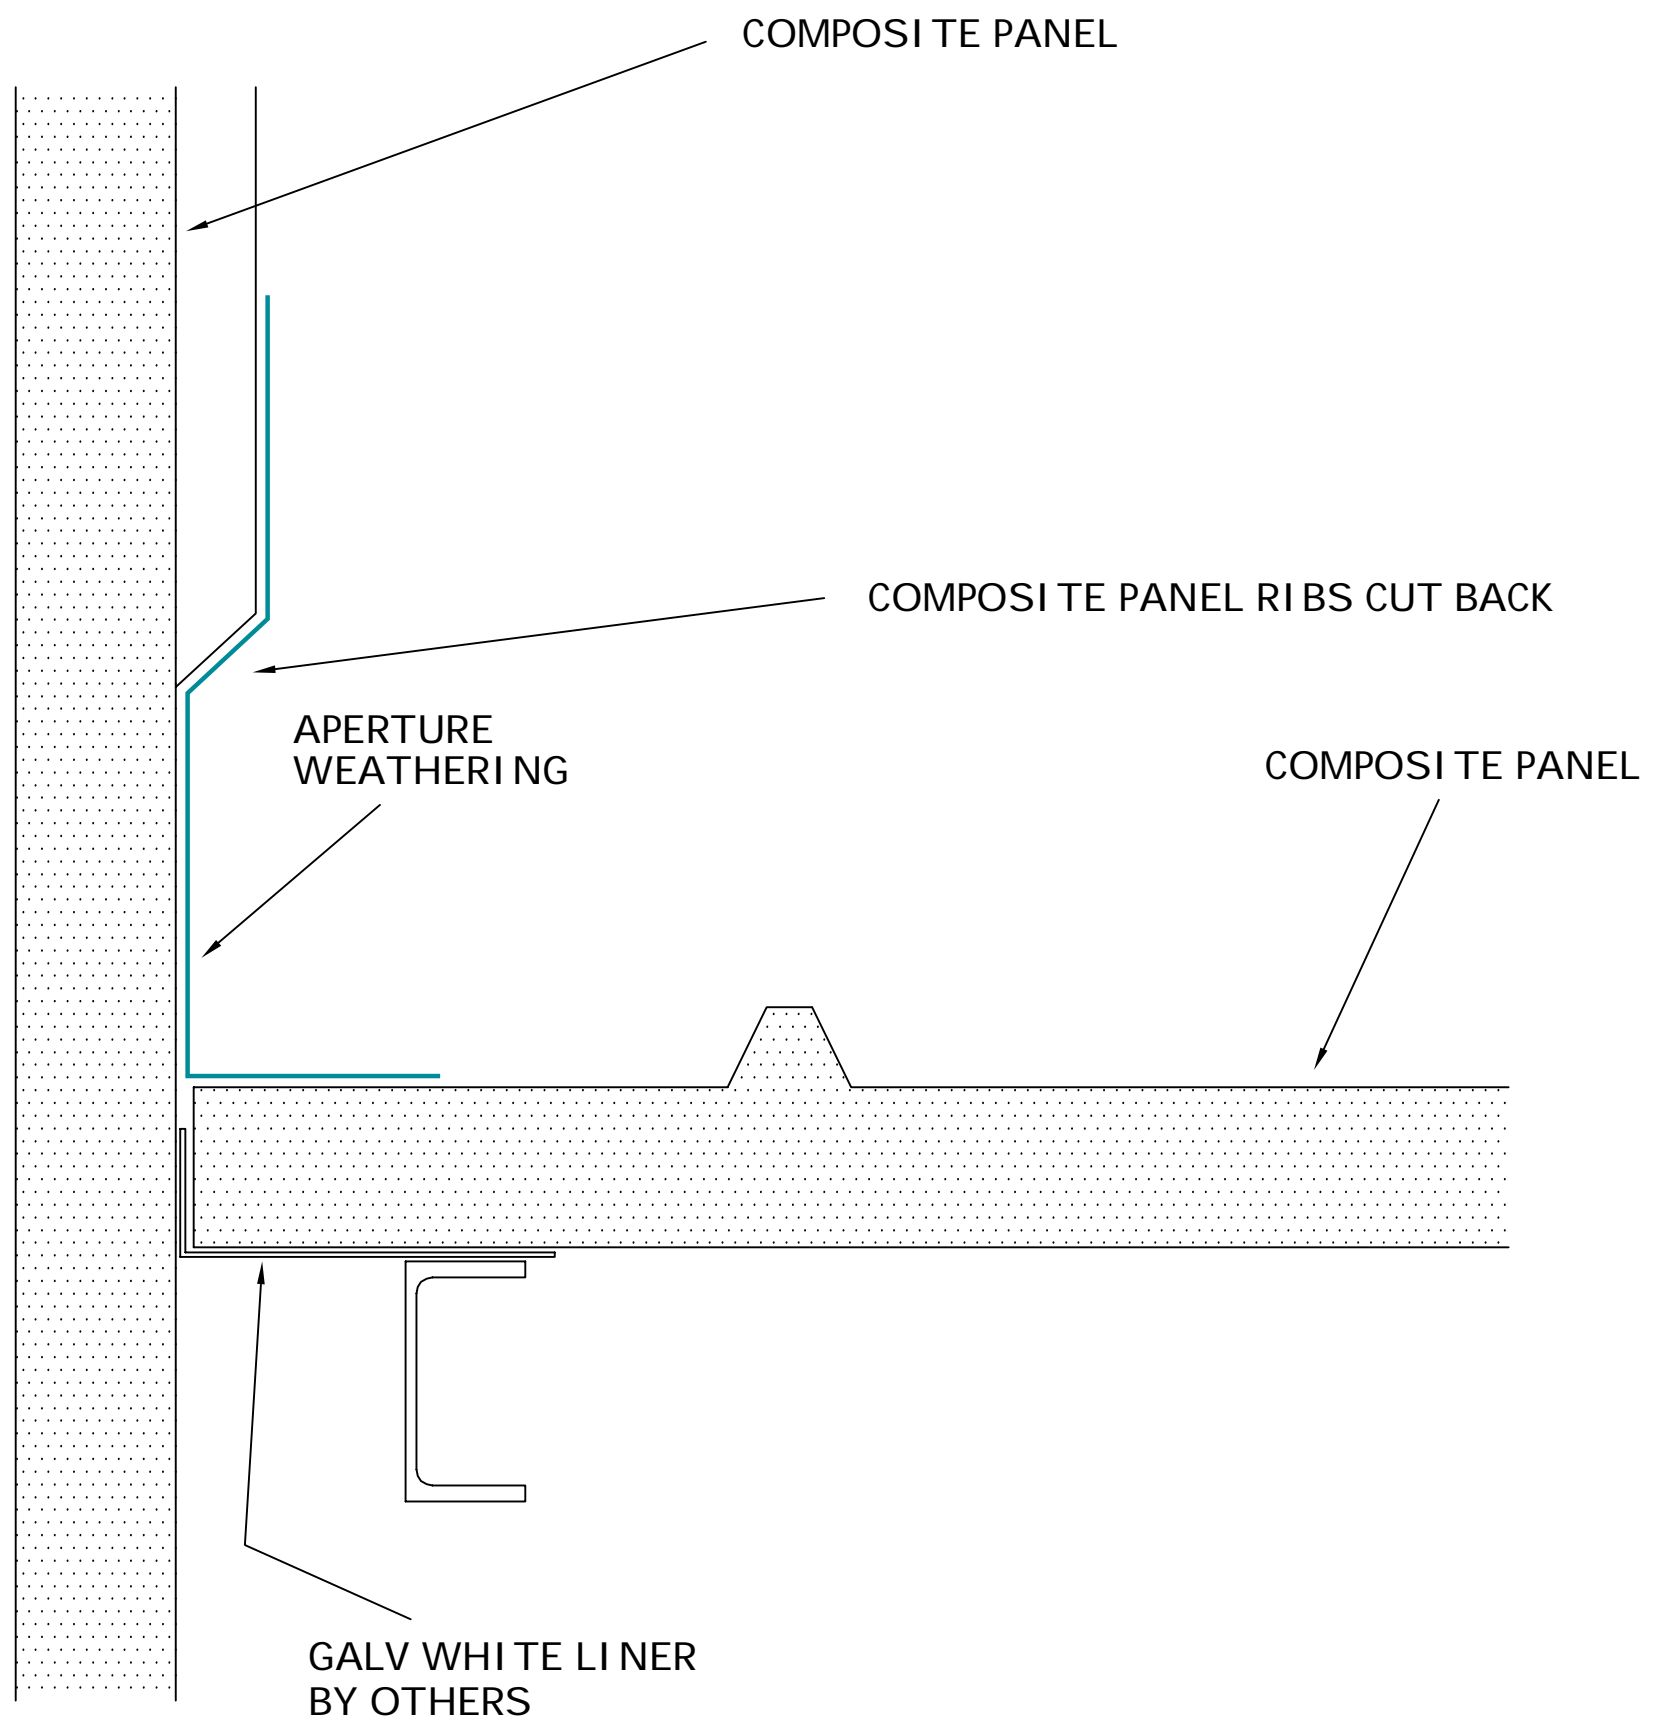 COMPOSITE PANEL
COMPOSITE PANEL RIBS CUT BACK
APERTURE
WEATHERING
COMPOSITE PANEL
GALV WHITE LINER
BY OTHERS